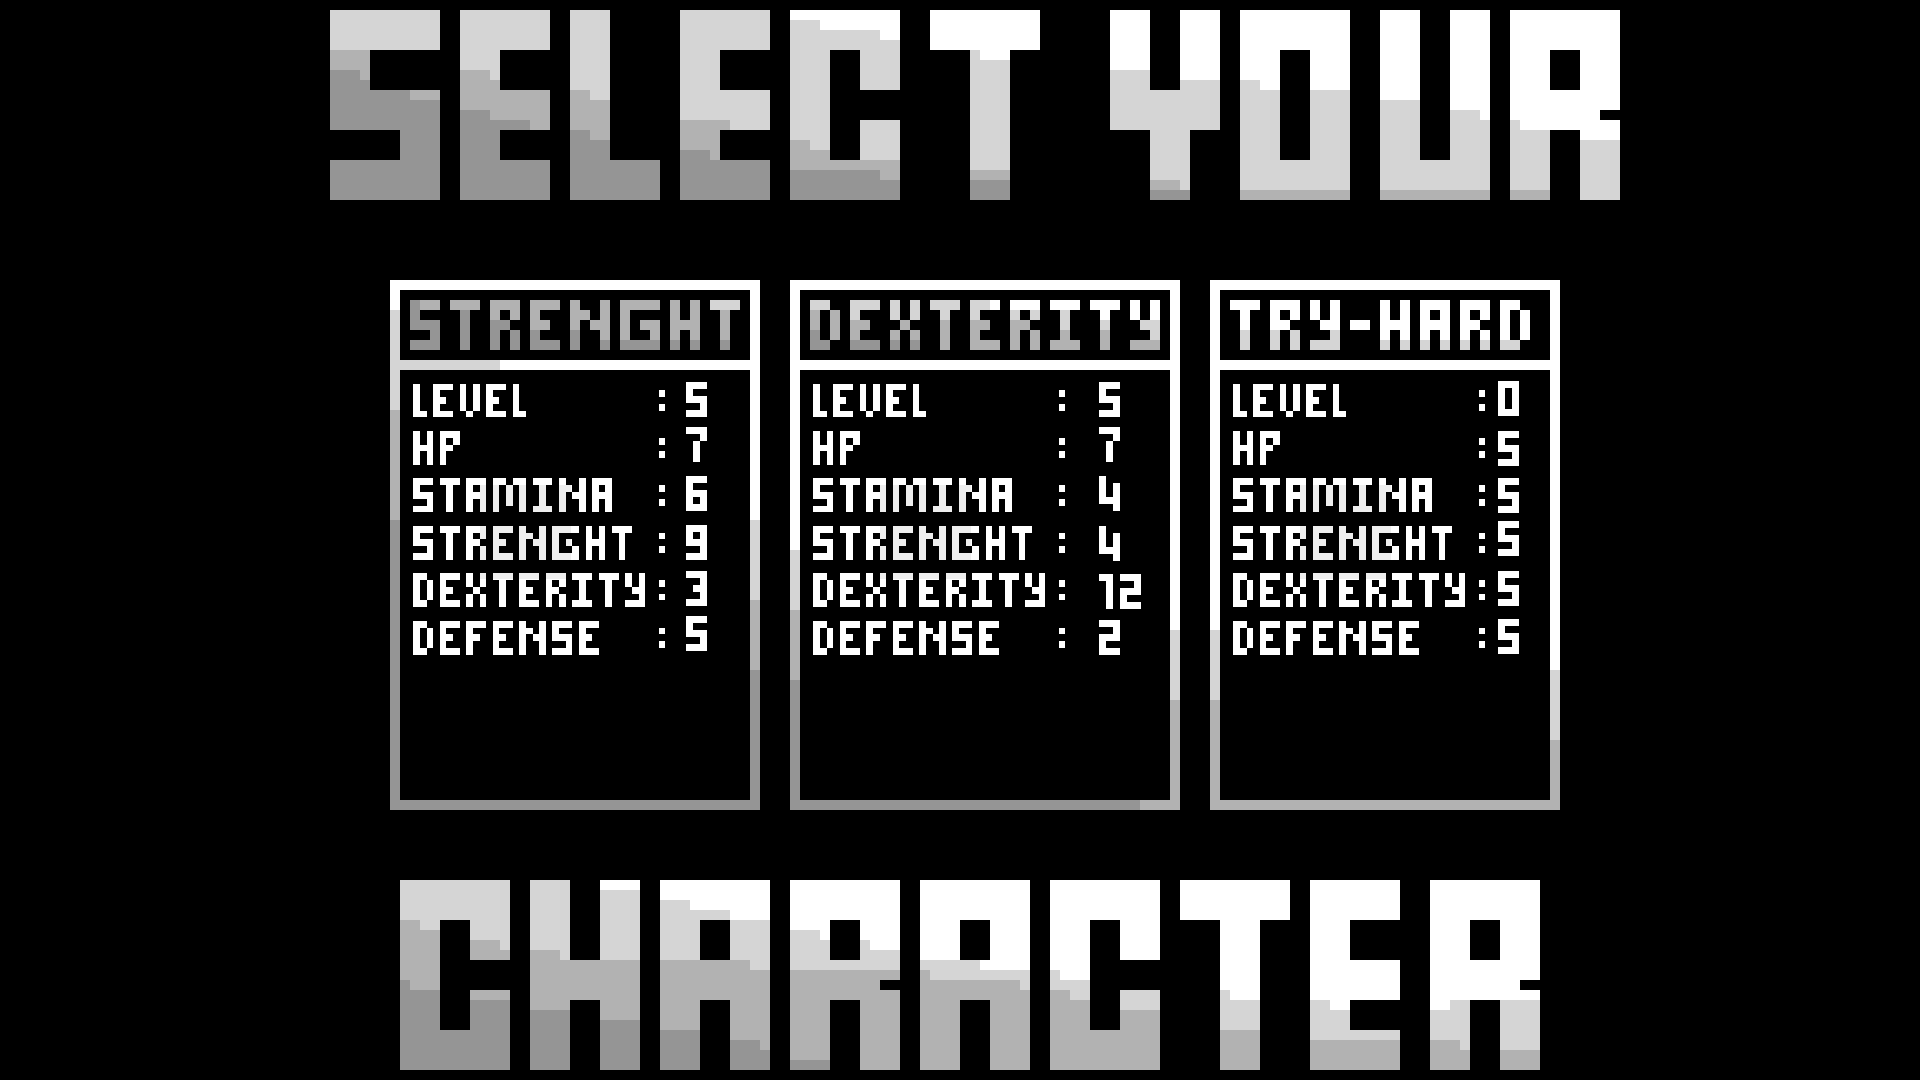 SELECT YOUR
STRENGHT
LEVEL : 5
HP : 7
STAMINA : 6
STRENGHT : 9
DEXTERITY: 3
DEFENSE : 5
DEXTERITY
LEVEL : 5
HP : 7
STAMINA : 4
STRENGHT : 4
DEXTERITY: 12
DEFENSE : 2
TRY-HARD
LEVEL :0
HP :5
STAMINA :5
STRENGHT :5
DEXTERITY:5
DEFENSE :5
CHARACTER